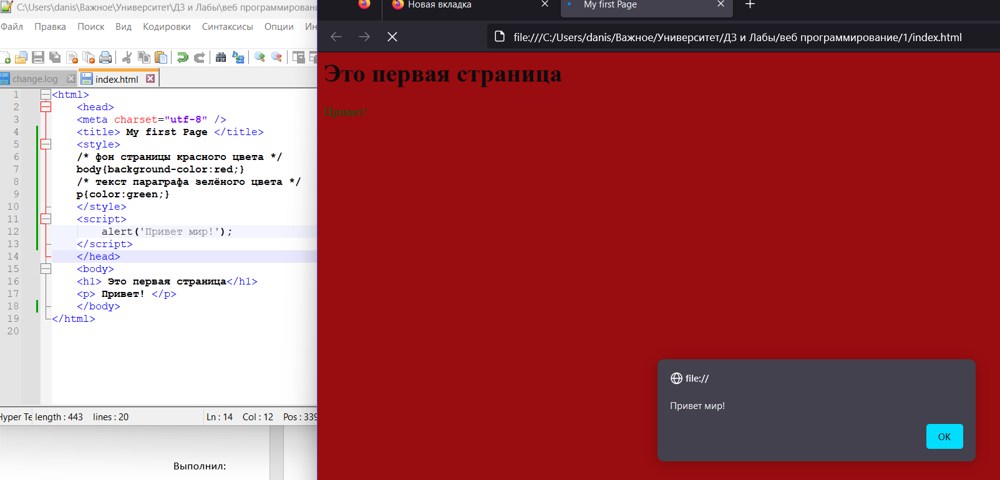 C:\Users\danis\Важное\Университет\ДЗ и Лабы\веб
Файл Правка Поиск Вид Кодировки Синтаксисы Опции
change.log index.html
1 <html>
2 <head>
3 <meta charset="utf-8" />
4 <title> My first Page </title>
5 <style>
6 /* фон страницы красного цвета */
7 body{background-color:red;}
8 /* текст параграфа зелёного цвета */
9 p{color:green;}
10 </style>
11 <script>
12 alert('Привет мир!');
13 </script>
14 </head>
15 <body>
16 <h1> Это первая страница</h1>
17 <p> Привет! </p>
18 </body>
19 </html>
20
length : 443 lines : 20 Ln : 14 Col : 12 Pos : 339
Выполнил:
Новая вкладка My first Page
file:///C:/Users/danis/Важное/Университет/ДЗ и Лабы/веб программирование/1/index.html
Это первая страница
Привет!
file://
Привет мир!
OK